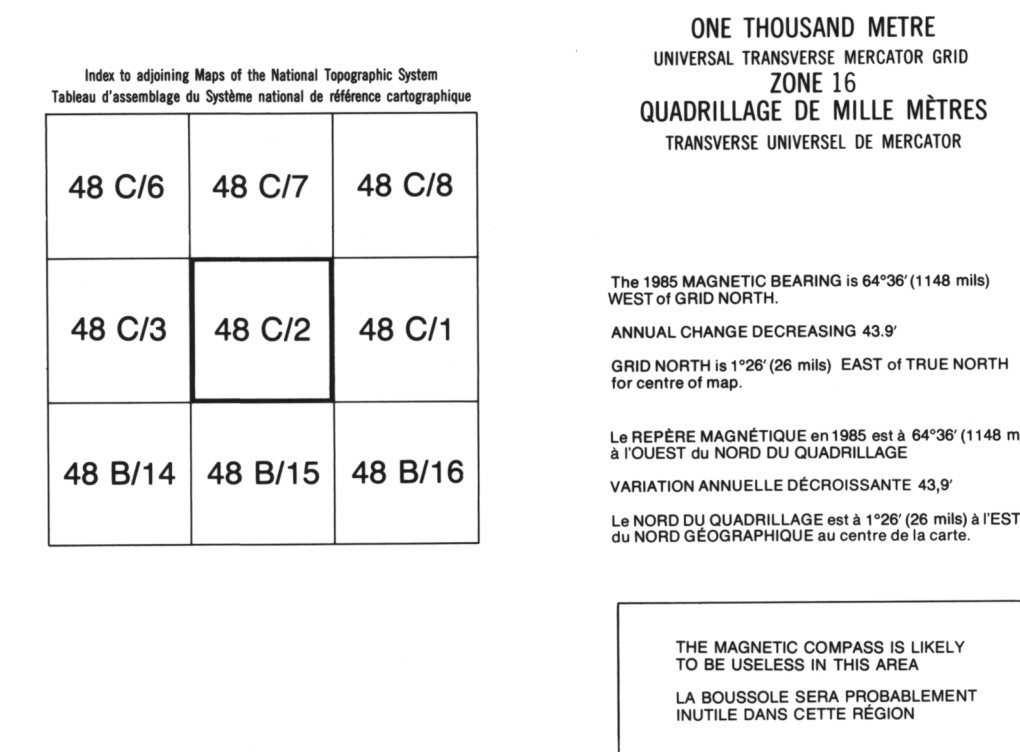 Index to adjoining Maps of the National Topographic System
Tableau d'assemblage du Système national de référence cartographique
48 C/6 48 C/7 48 C/8
48 C/3 48 C/2 48 C/1
48 B/14 48 B/15 48 B/16
ONE THOUSAND METRE
UNIVERSAL TRANSVERSE MERCATOR GRID
ZONE 16
QUADRILLAGE DE MILLE MÈTRES
TRANSVERSE UNIVERSEL DE MERCATOR
The 1985 MAGNETIC BEARING is 64°36' (1148 mils)
WEST of GRID NORTH.
ANNUAL CHANGE DECREASING 43.9'
GRID NORTH is 1°26' (26 mils) EAST of TRUE NORTH
for centre of map.
Le REPÈRE MAGNÉTIQUE en 1985 est à 64°36' (1148 m
à l'OUEST du NORD DU QUADRILLAGE
VARIATION ANNUELLE DÉCROISSANTE 43,9'
Le NORD DU QUADRILLAGE est à 1°26' (26 mils) à l'EST
du NORD GÉOGRAPHIQUE au centre de la carte.
THE MAGNETIC COMPASS IS LIKELY
TO BE USELESS IN THIS AREA
LA BOUSSOLE SERA PROBABLEMENT
INUTILE DANS CETTE RÉGION